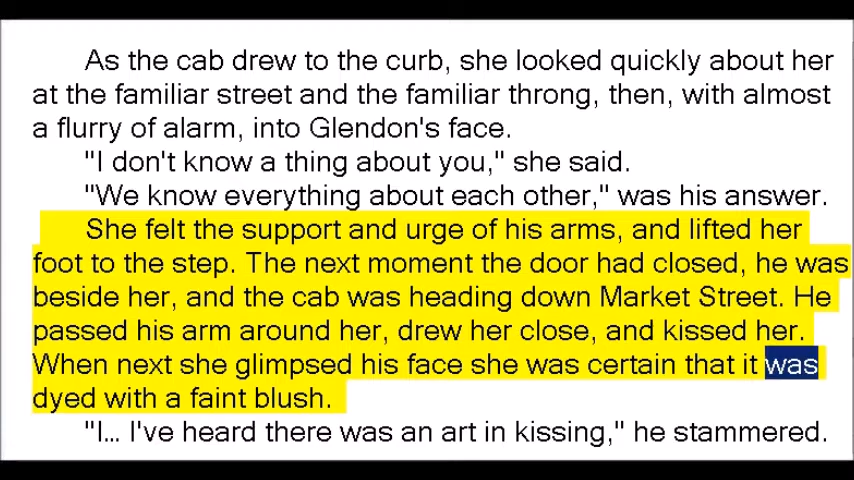 As the cab drew to the curb, she looked quickly about her
at the familiar street and the familiar throng, then, with almost
a flurry of alarm, into Glendon's face.
"I don't know a thing about you," she said.
"We know everything about each other," was his answer.
She felt the support and urge of his arms, and lifted her
foot to the step. The next moment the door had closed, he was
beside her, and the cab was heading down Market Street. He
passed his arm around her, drew her close, and kissed her.
When next she glimpsed his face she was certain that it was
dyed with a faint blush.
"I... I've heard there was an art in kissing," he stammered.